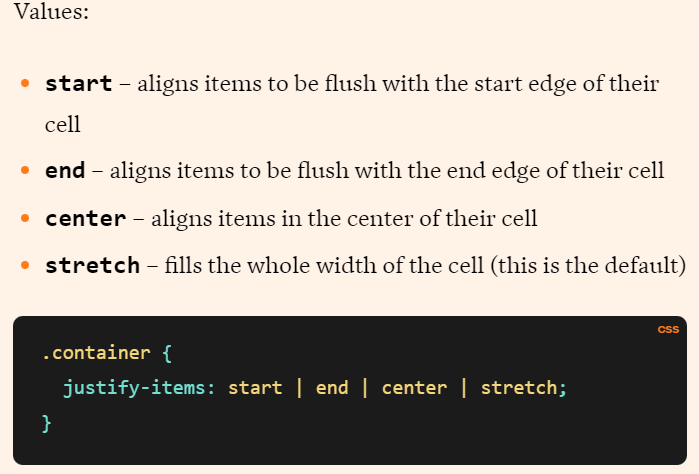 Values:
start – aligns items to be flush with the start edge of their
cell
end – aligns items to be flush with the end edge of their cell
center – aligns items in the center of their cell
stretch – fills the whole width of the cell (this is the default)
css
.container {
  justify-items: start | end | center | stretch;
}